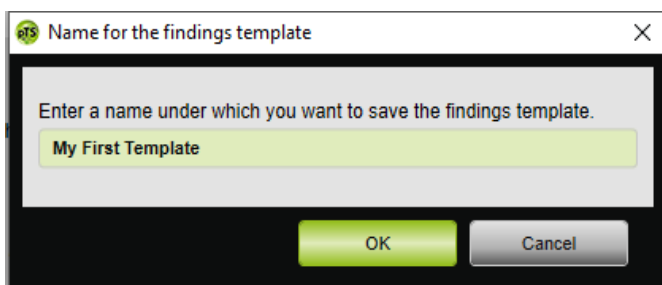 pTS Name for the findings template
Enter a name under which you want to save the findings template.
My First Template
OK Cancel